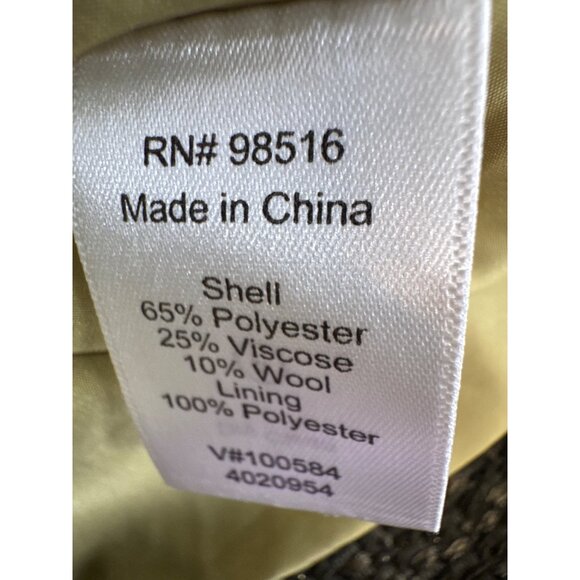 RN# 98516
Made in China
Shell
65% Polyester
25% Viscose
10% Wool
Lining
100% Polyester
V#100584
4020954